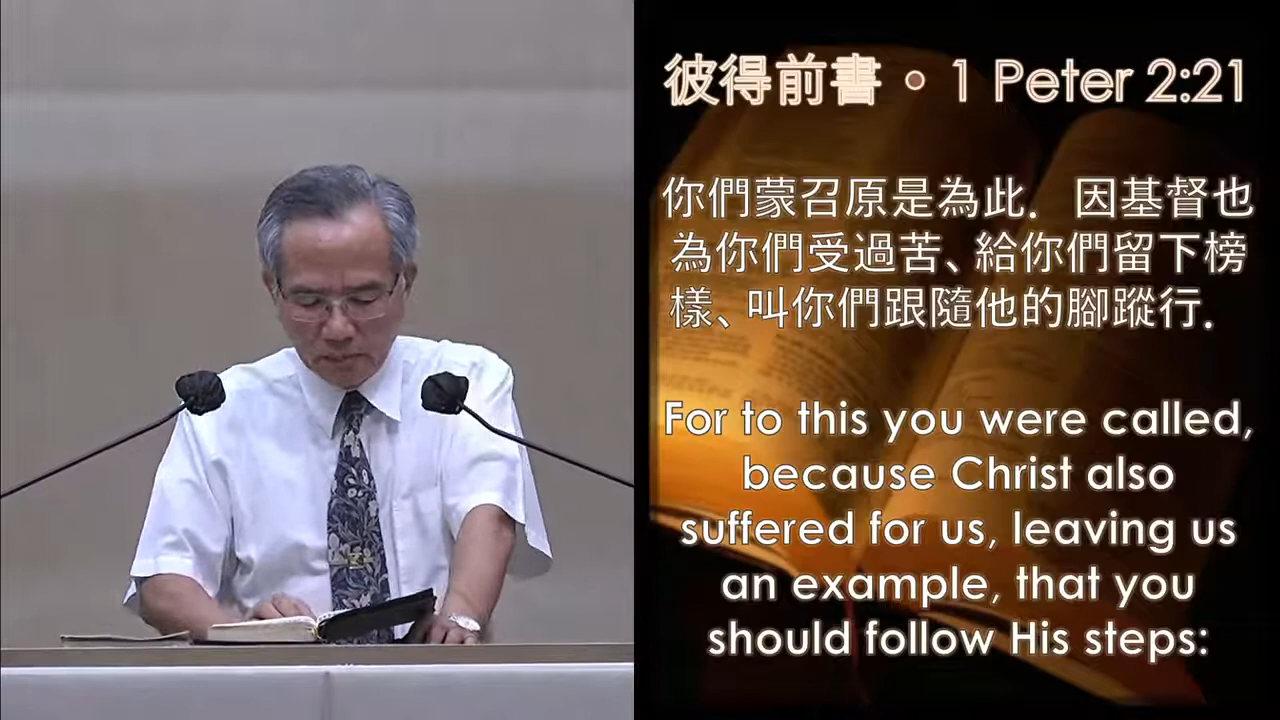 彼得前書 • 1 Peter 2:21
你們蒙召原是為此． 因基督也
為你們受過苦、給你們留下榜
樣、叫你們跟隨他的腳蹤行．
For to this you were called,
because Christ also
suffered for us, leaving us
an example, that you
should follow His steps: